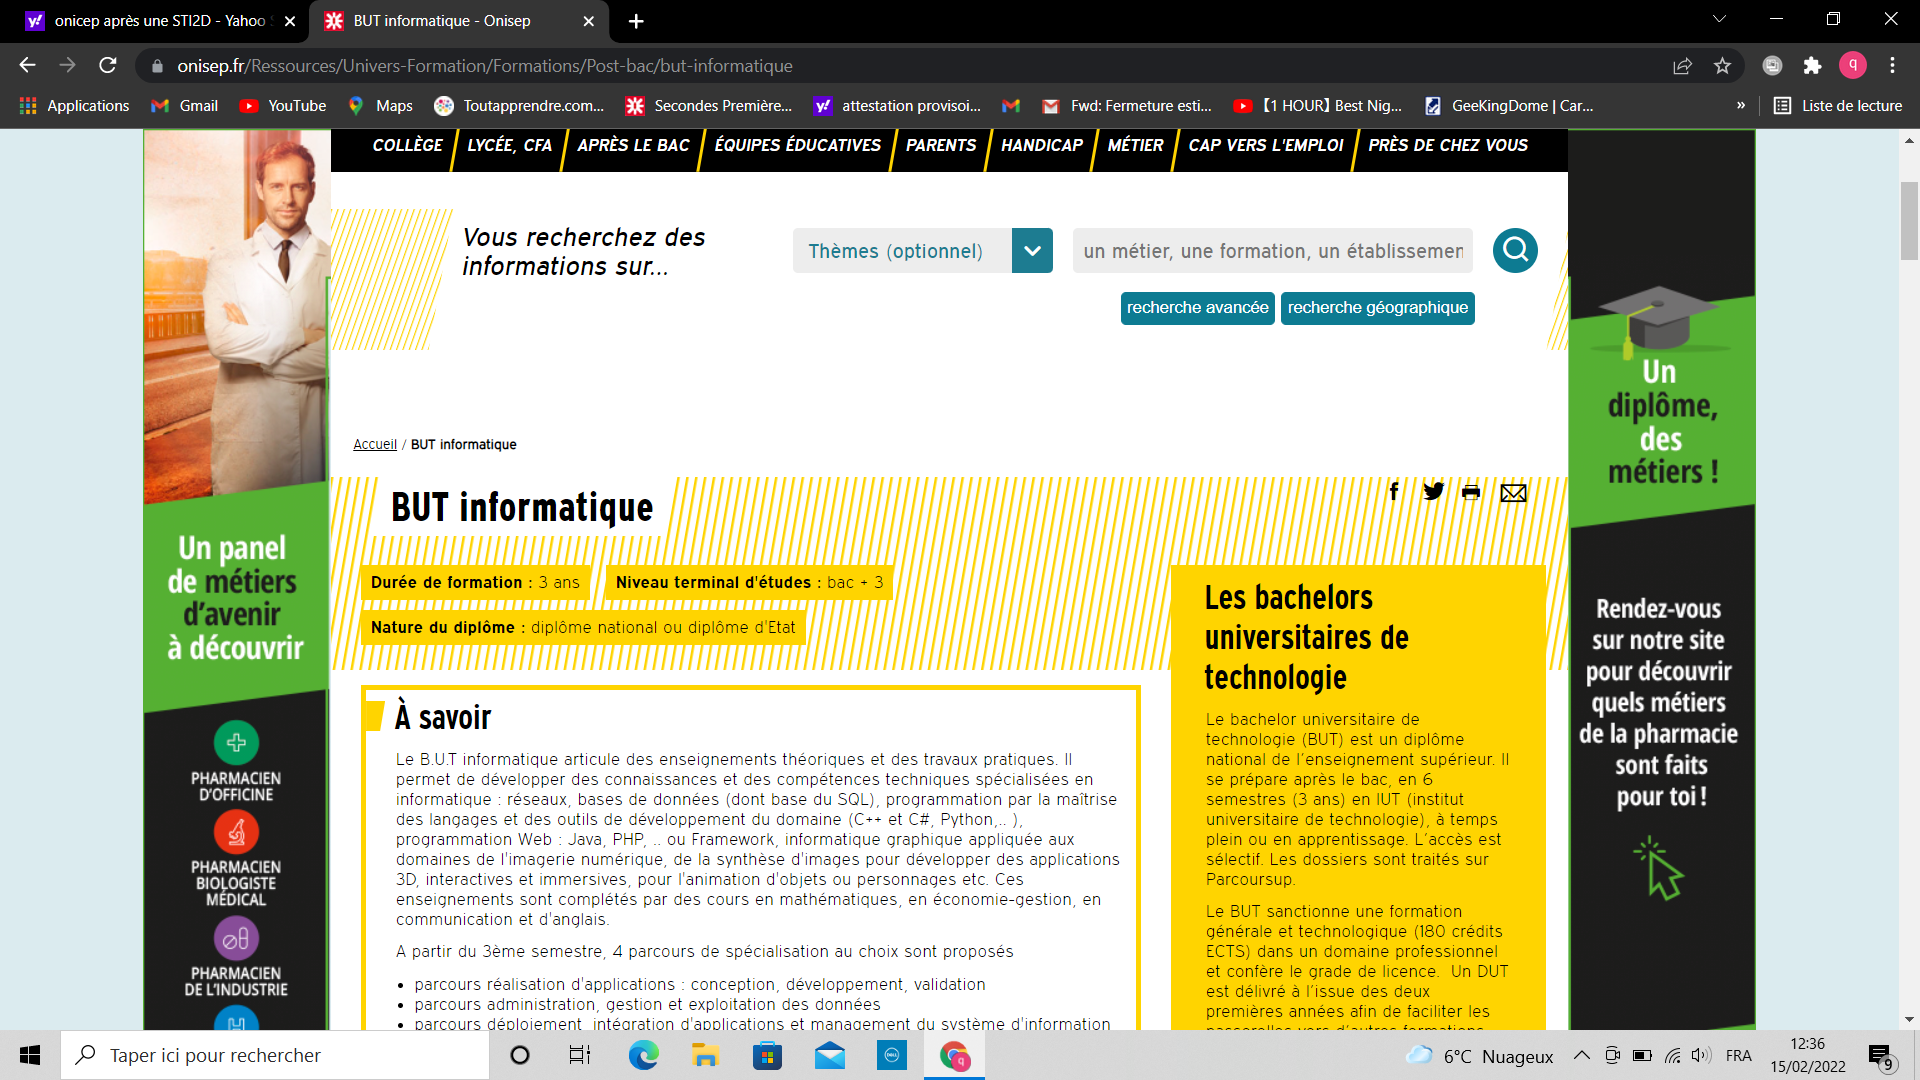 onicep après une STI2D - Yahoo
BUT informatique - Onisep
onisep.fr/Ressources/Univers-Formation/Formations/Post-bac/but-informatique
q
Applications
Gmail
YouTube
Maps
Toutapprendre.com...
Secondes Première...
attestation provisoi...
Fwd: Fermeture esti...
【1 HOUR】Best Nig...
GeeKingDome | Car...
»
Liste de lecture
COLLÈGE
LYCÉE, CFA
APRÈS LE BAC
ÉQUIPES ÉDUCATIVES
PARENTS
HANDICAP
MÉTIER
CAP VERS L'EMPLOI
PRÈS DE CHEZ VOUS
Vous recherchez des
informations sur...
Thèmes (optionnel)
un métier, une formation, un établissemen
recherche avancée
recherche géographique
Accueil / BUT informatique
BUT informatique
Durée de formation : 3 ans
Niveau terminal d'études : bac + 3
Nature du diplôme : diplôme national ou diplôme d'Etat
À savoir
Le B.U.T informatique articule des enseignements théoriques et des travaux pratiques. Il
permet de développer des connaissances et des compétences techniques spécialisées en
informatique : réseaux, bases de données (dont base du SQL), programmation par la maîtrise
des langages et des outils de développement du domaine (C++ et C#, Python,.. ),
programmation Web : Java, PHP, .. ou Framework, informatique graphique appliquée aux
domaines de l'imagerie numérique, de la synthèse d'images pour développer des applications
3D, interactives et immersives, pour l'animation d'objets ou personnages etc. Ces
enseignements sont complétés par des cours en mathématiques, en économie-gestion, en
communication et d'anglais.
A partir du 3ème semestre, 4 parcours de spécialisation au choix sont proposés
• parcours réalisation d'applications : conception, développement, validation
• parcours administration, gestion et exploitation des données
• parcours déploiement, intégration d'applications et management du système d'information
Les bachelors
universitaires de
technologie
Le bachelor universitaire de
technologie (BUT) est un diplôme
national de l'enseignement supérieur. Il
se prépare après le bac, en 6
semestres (3 ans) en IUT (institut
universitaire de technologie), à temps
plein ou en apprentissage. L'accès est
sélectif. Les dossiers sont traités sur
Parcoursup.
Le BUT sanctionne une formation
générale et technologique (180 crédits
ECTS) dans un domaine professionnel
et confère le grade de licence. Un DUT
est délivré à l'issue des deux
premières années afin de faciliter les
passerelles vers d'autres formations
Un panel
de métiers
d'avenir
à découvrir
PHARMACIEN
D'OFFICINE
PHARMACIEN
BIOLOGISTE
MÉDICAL
PHARMACIEN
DE L'INDUSTRIE
Un
diplôme,
des
métiers !
Rendez-vous
sur notre site
pour découvrir
quels métiers
de la pharmacie
sont faits
pour toi !
Taper ici pour rechercher
6°C Nuageux
FRA
12:36
15/02/2022
9